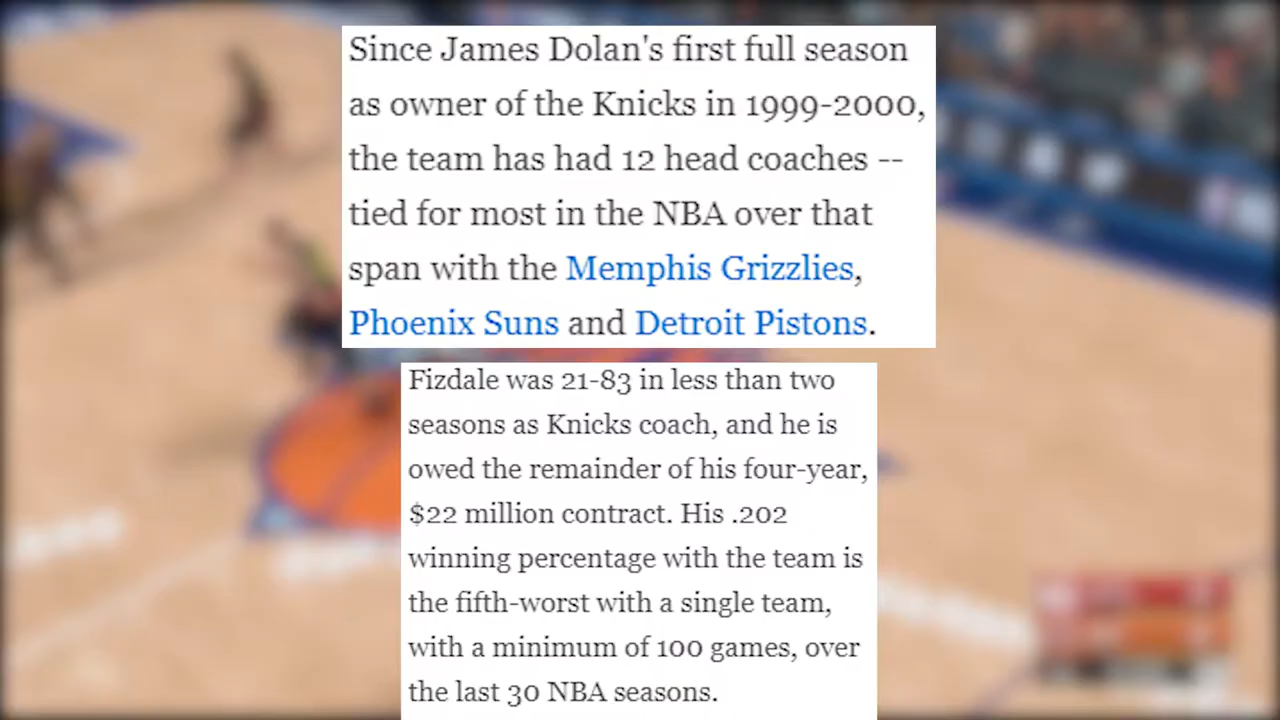 Since James Dolan's first full season
as owner of the Knicks in 1999-2000,
the team has had 12 head coaches --
tied for most in the NBA over that
span with the Memphis Grizzlies,
Phoenix Suns and Detroit Pistons.
Fizdale was 21-83 in less than two
seasons as Knicks coach, and he is
owed the remainder of his four-year,
$22 million contract. His .202
winning percentage with the team is
the fifth-worst with a single team,
with a minimum of 100 games, over
the last 30 NBA seasons.